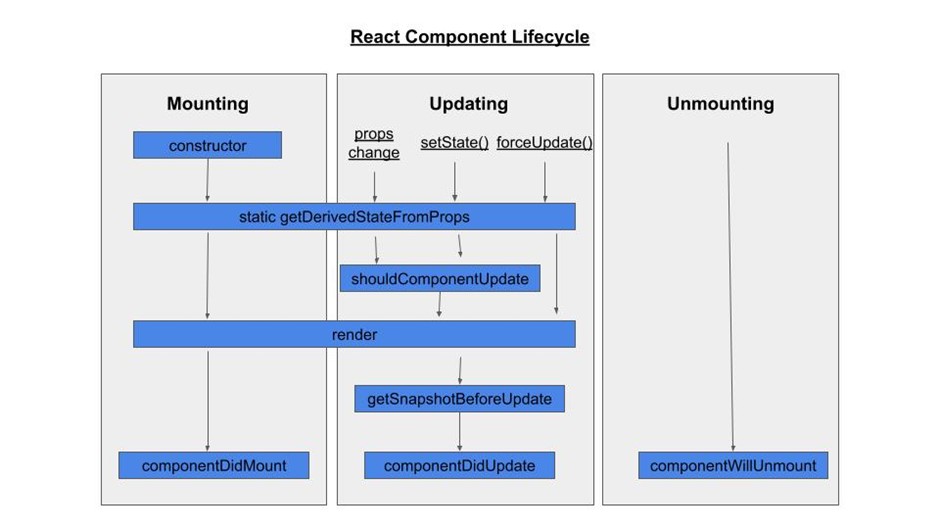 React Component Lifecycle
Mounting
Updating
Unmounting
props
change
setState()
forceUpdate()
constructor
static getDerivedStateFromProps
shouldComponentUpdate
render
getSnapshotBeforeUpdate
componentDidMount
componentDidUpdate
componentWillUnmount